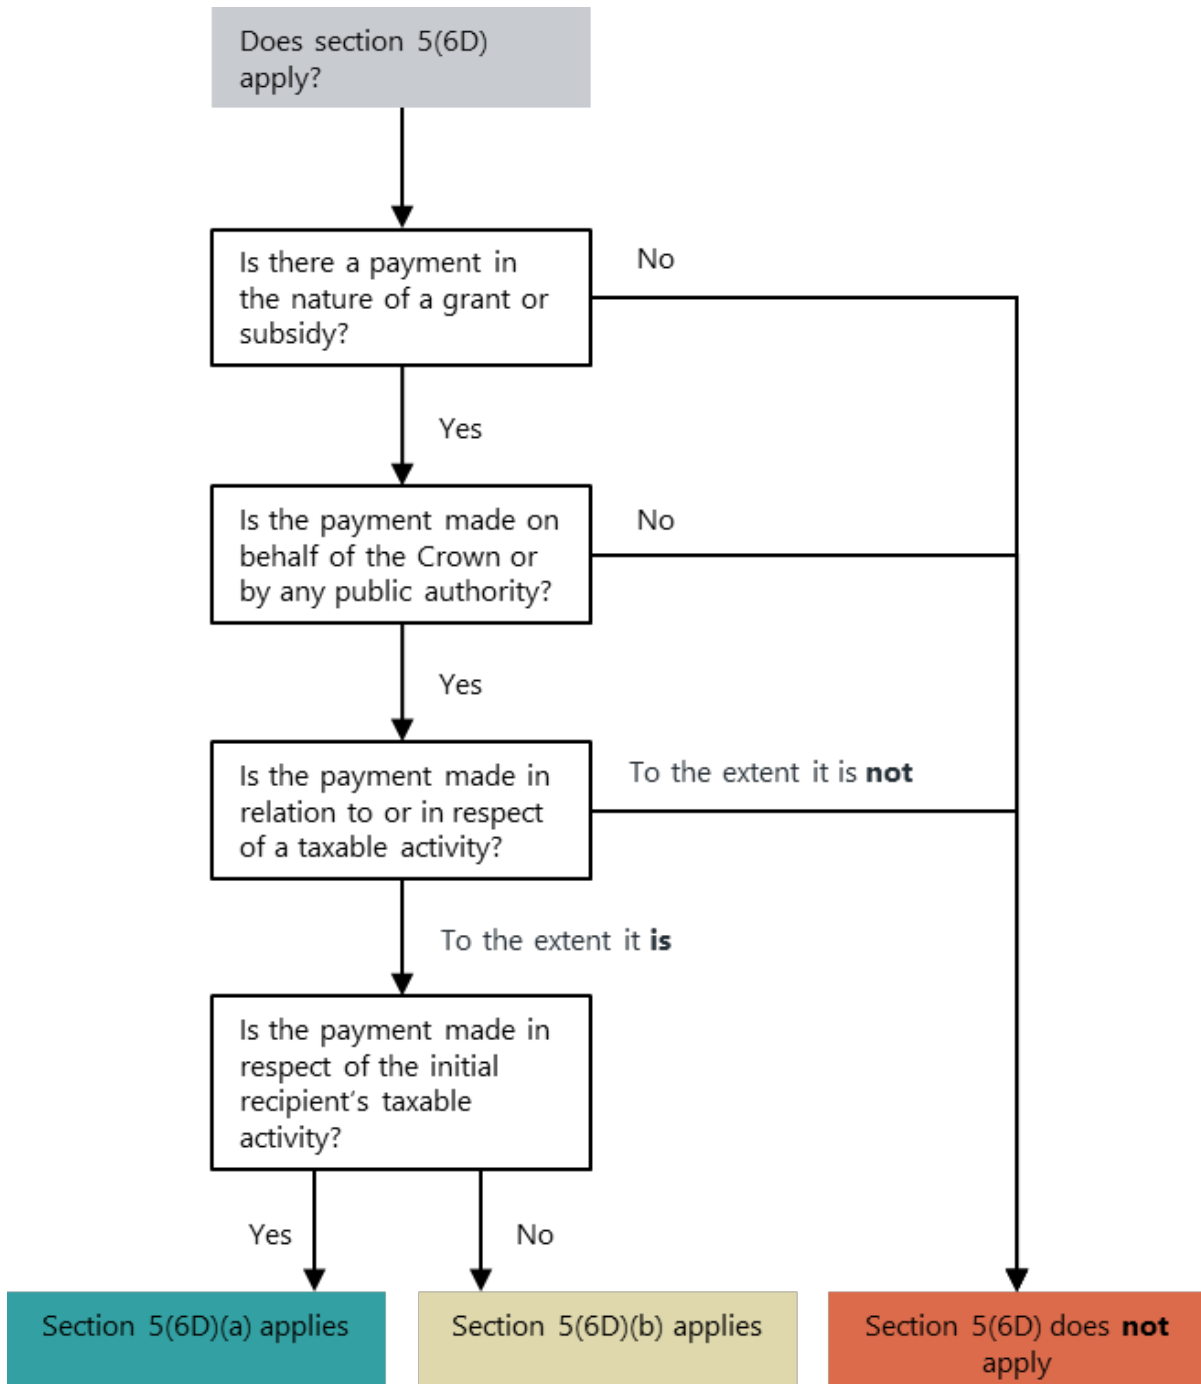 Does section 5(6D)
apply?
Is there a payment in
the nature of a grant or
subsidy?
No
Yes
Is the payment made on
behalf of the Crown or
by any public authority?
No
Yes
Is the payment made in
relation to or in respect
of a taxable activity?
To the extent it is not
To the extent it is
Is the payment made in
respect of the initial
recipient's taxable
activity?
Yes
No
Section 5(6D)(a) applies
Section 5(6D)(b) applies
Section 5(6D) does not
apply